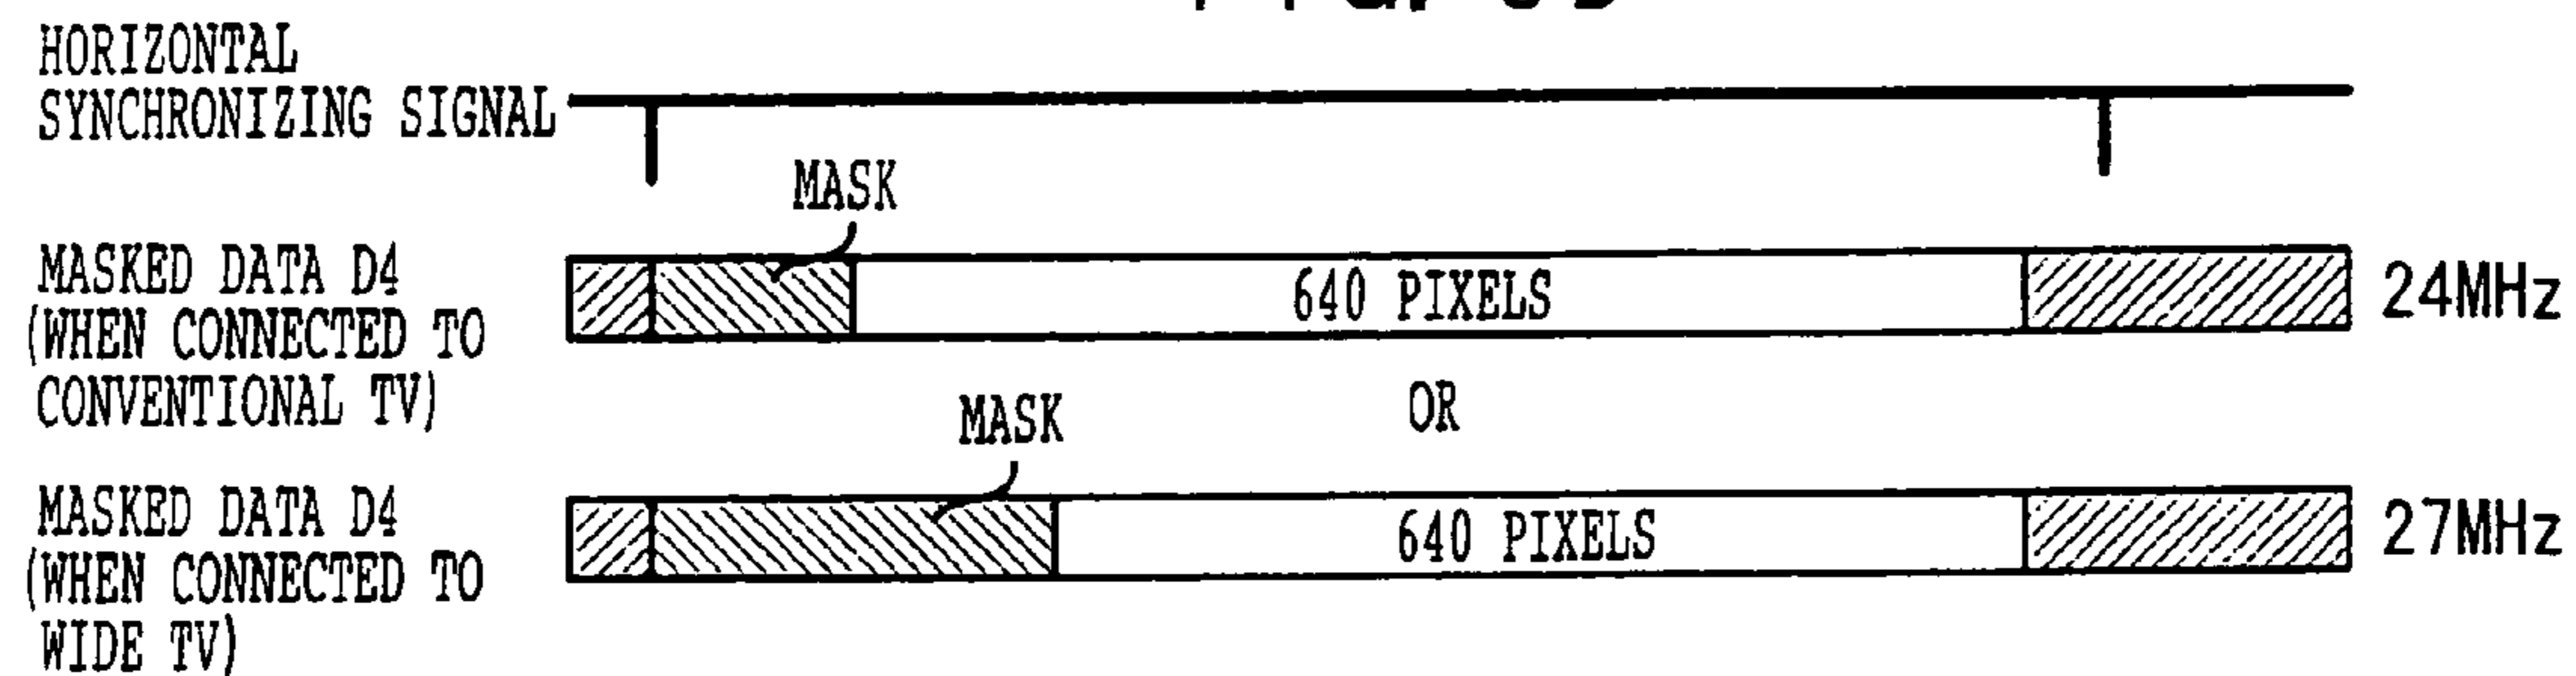 HORIZONTAL
SYNCHRONIZING SIGNAL
MASK
MASKED DATA D4
(WHEN CONNECTED TO
CONVENTIONAL TV)
640 PIXELS
24MHz
OR
MASK
MASKED DATA D4
(WHEN CONNECTED TO
WIDE TV)
640 PIXELS
27MHz